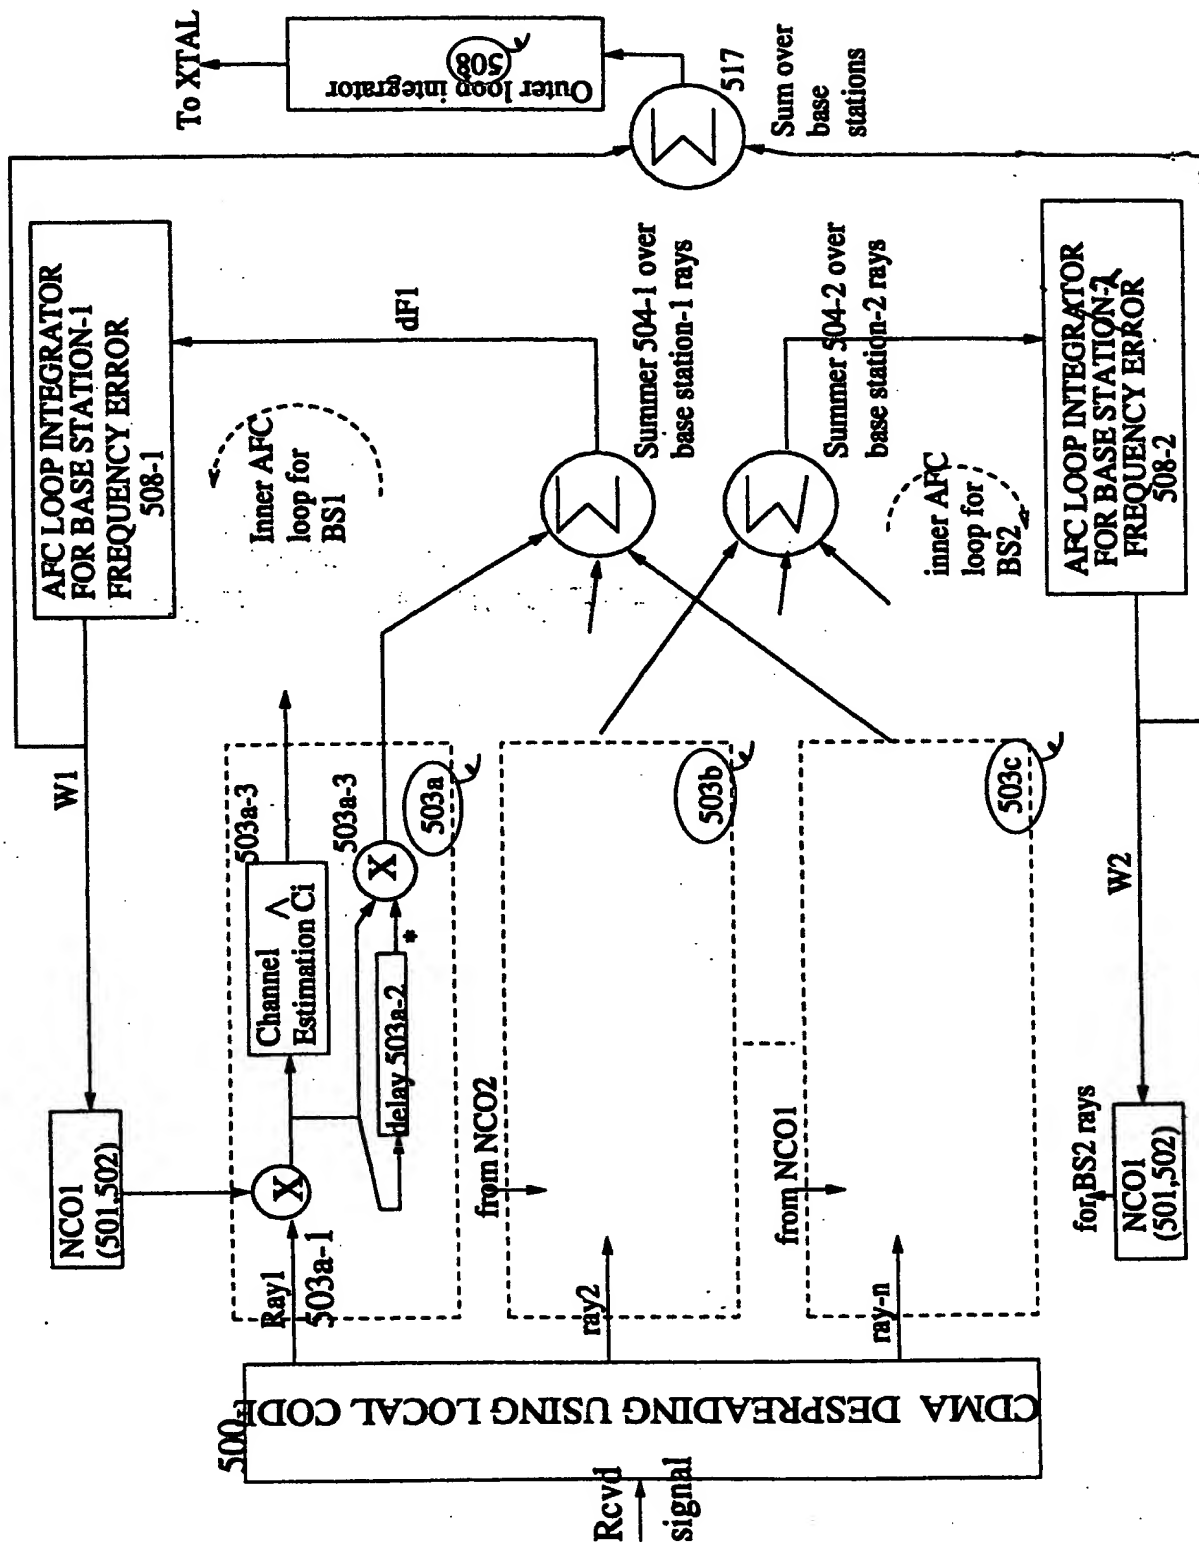 To XTAL
Outer loop integrator
508
517
Sum over
base
stations
AFC LOOP INTEGRATOR
FOR BASE STATION-1
FREQUENCY ERROR
508-1
dF1
Inner AFC
loop for
BS1
Summer 504-1 over
base station-1 rays
Summer 504-2 over
base station-2 rays
inner AFC
loop for
BS2
AFC LOOP INTEGRATOR
FOR BASE STATION-2
FREQUENCY ERROR
508-2
W1
W2
503a-3
Channel
Estimation Ĉi
503a-3
X
503a
delay 503a-2
*
X
503a-1
503b
503c
from NCO2
from NCO1
NCO1
(501,502)
for BS2 rays
NCO1
(501,502)
Ray1
ray2
ray-n
500
CDMA DESPREADING USING LOCAL CODE
Rcvd
signal